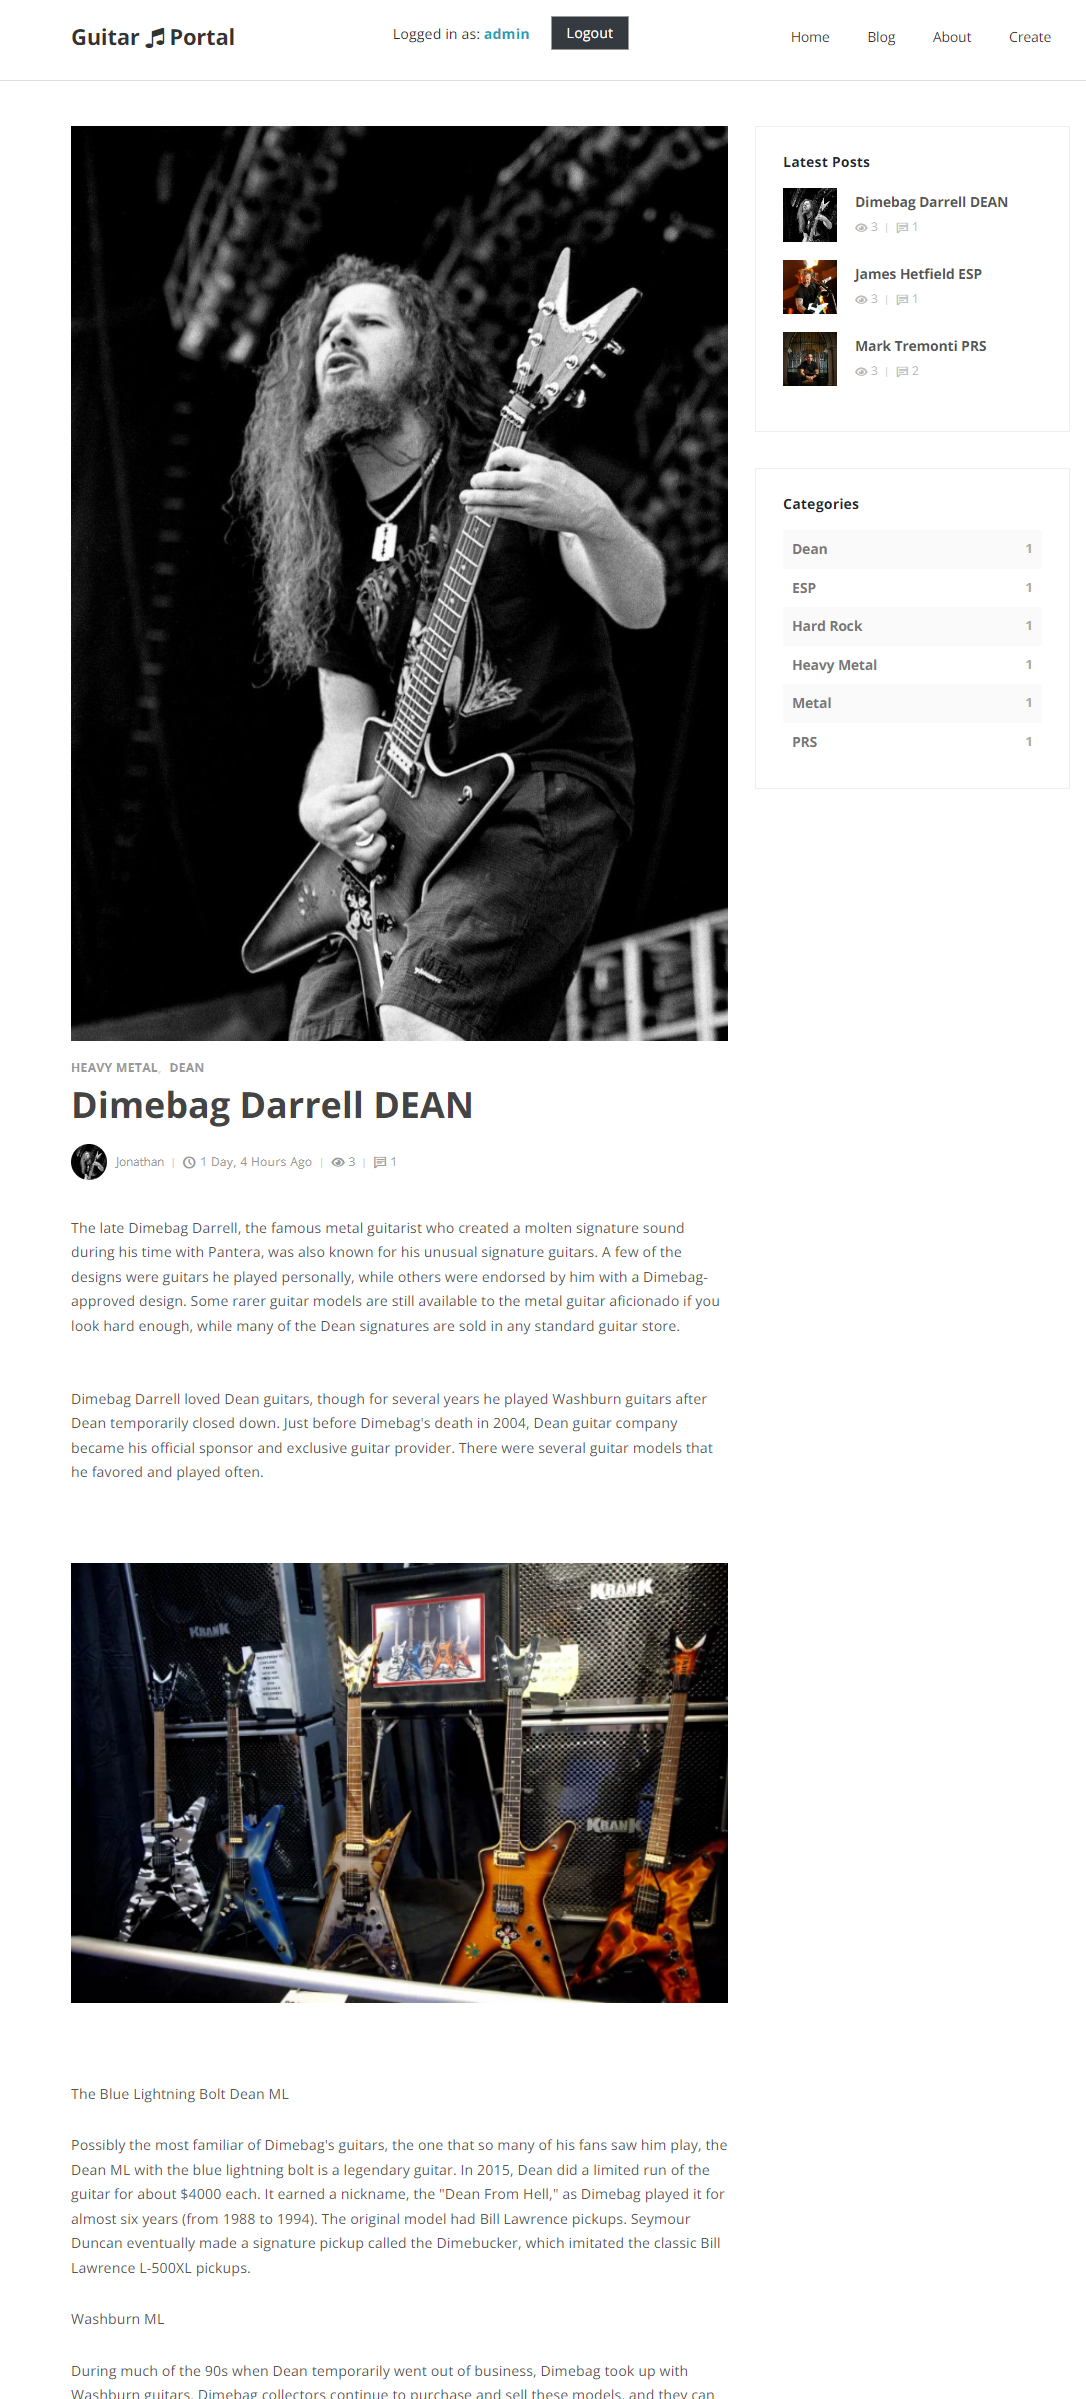 Guitar Portal
Logged in as: admin
Logout
Home
Blog
About
Create
Latest Posts
Dimebag Darrell DEAN
3 | 1
James Hetfield ESP
3 | 1
Mark Tremonti PRS
3 | 2
Categories
Dean 1
ESP 1
Hard Rock 1
Heavy Metal 1
Metal 1
PRS 1
HEAVY METAL, DEAN
Dimebag Darrell DEAN
Jonathan | 1 Day, 4 Hours Ago | 3 | 1
The late Dimebag Darrell, the famous metal guitarist who created a molten signature sound
during his time with Pantera, was also known for his unusual signature guitars. A few of the
designs were guitars he played personally, while others were endorsed by him with a Dimebag-
approved design. Some rarer guitar models are still available to the metal guitar aficionado if you
look hard enough, while many of the Dean signatures are sold in any standard guitar store.
Dimebag Darrell loved Dean guitars, though for several years he played Washburn guitars after
Dean temporarily closed down. Just before Dimebag's death in 2004, Dean guitar company
became his official sponsor and exclusive guitar provider. There were several guitar models that
he favored and played often.
KRANK
KRANK
KRANK
The Blue Lightning Bolt Dean ML
Possibly the most familiar of Dimebag's guitars, the one that so many of his fans saw him play, the
Dean ML with the blue lightning bolt is a legendary guitar. In 2015, Dean did a limited run of the
guitar for about $4000 each. It earned a nickname, the "Dean From Hell," as Dimebag played it for
almost six years (from 1988 to 1994). The original model had Bill Lawrence pickups. Seymour
Duncan eventually made a signature pickup called the Dimebucker, which imitated the classic Bill
Lawrence L-500XL pickups.
Washburn ML
During much of the 90s when Dean temporarily went out of business, Dimebag took up with
Washburn guitars. Dimebag collectors continue to purchase and sell these models, and they can